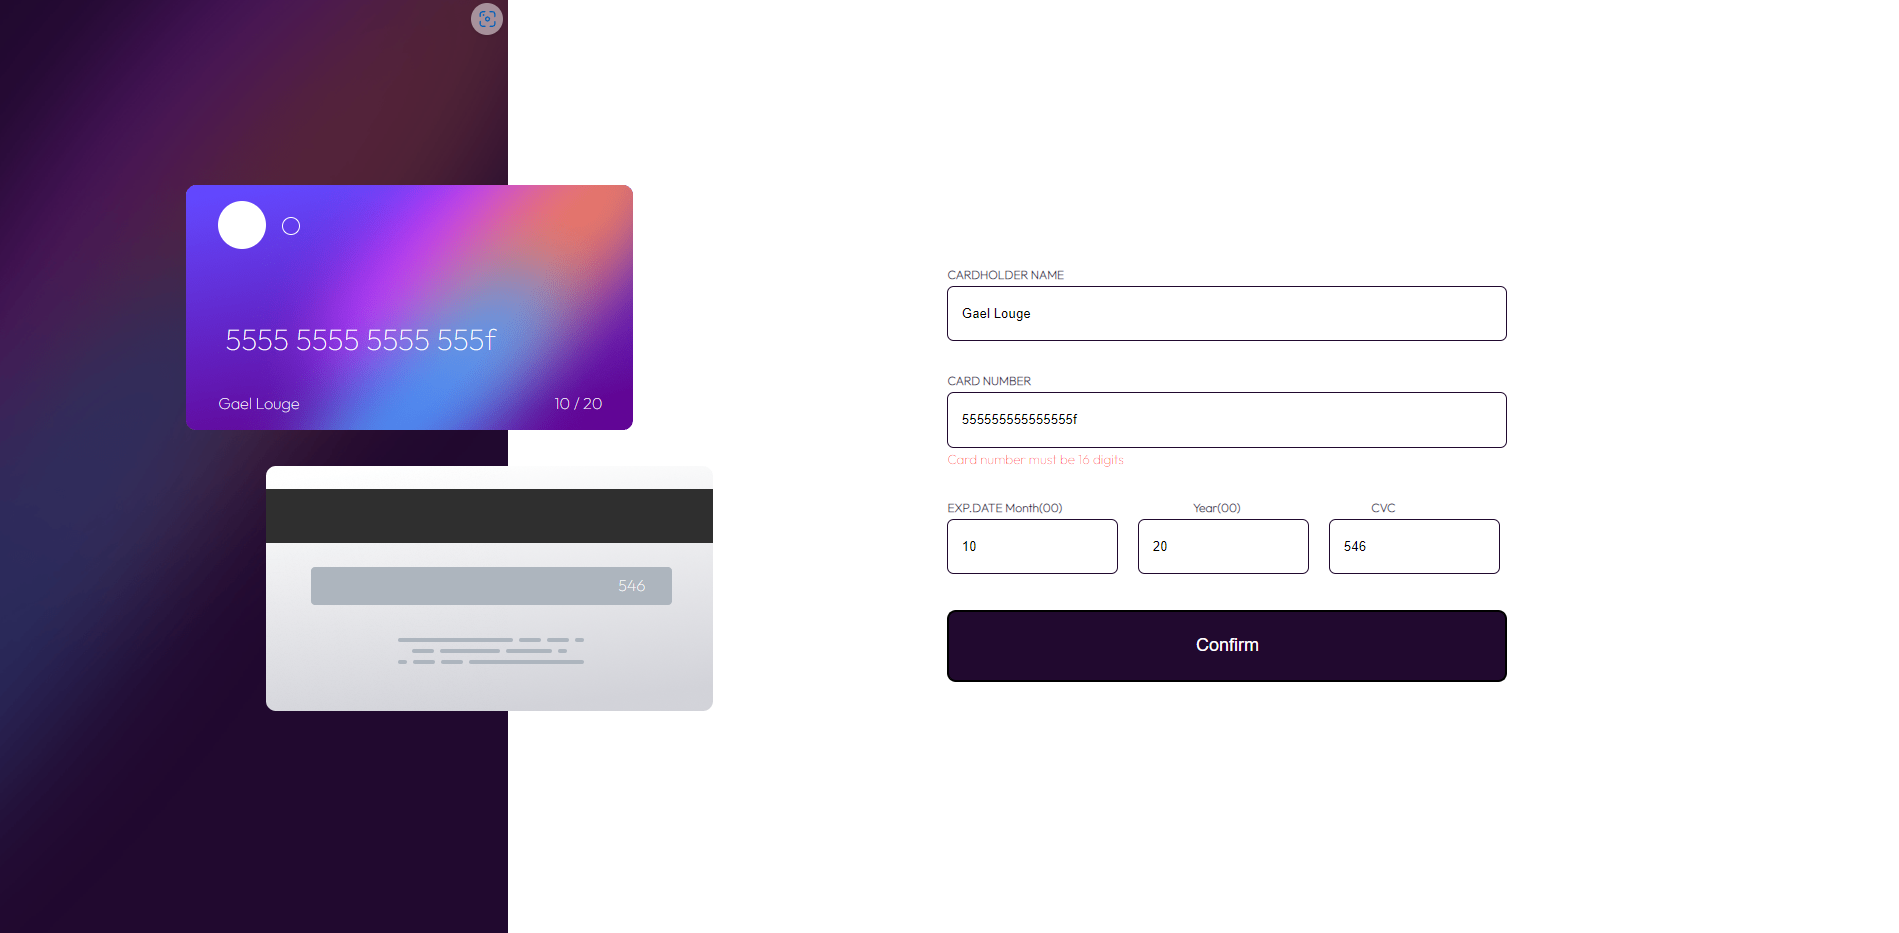 5555 5555 5555 555f
Gael Louge
10 / 20
546
CARDHOLDER NAME
Gael Louge
CARD NUMBER
555555555555555f
Card number must be 16 digits
EXP.DATE Month(00) Year(00) CVC
10 20 546
Confirm